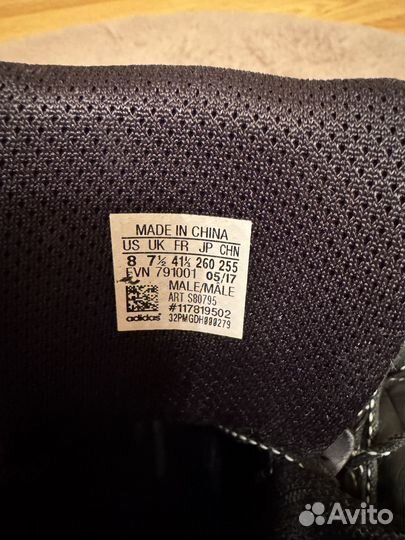 MADE IN CHINA
US UK FR JP CHN
8 7½ 41⅓ 260 255
EVN 791001 05/17
MALE/MÂLE
ART S80795
#117819502
adidas 32PMGDH000279
Avito